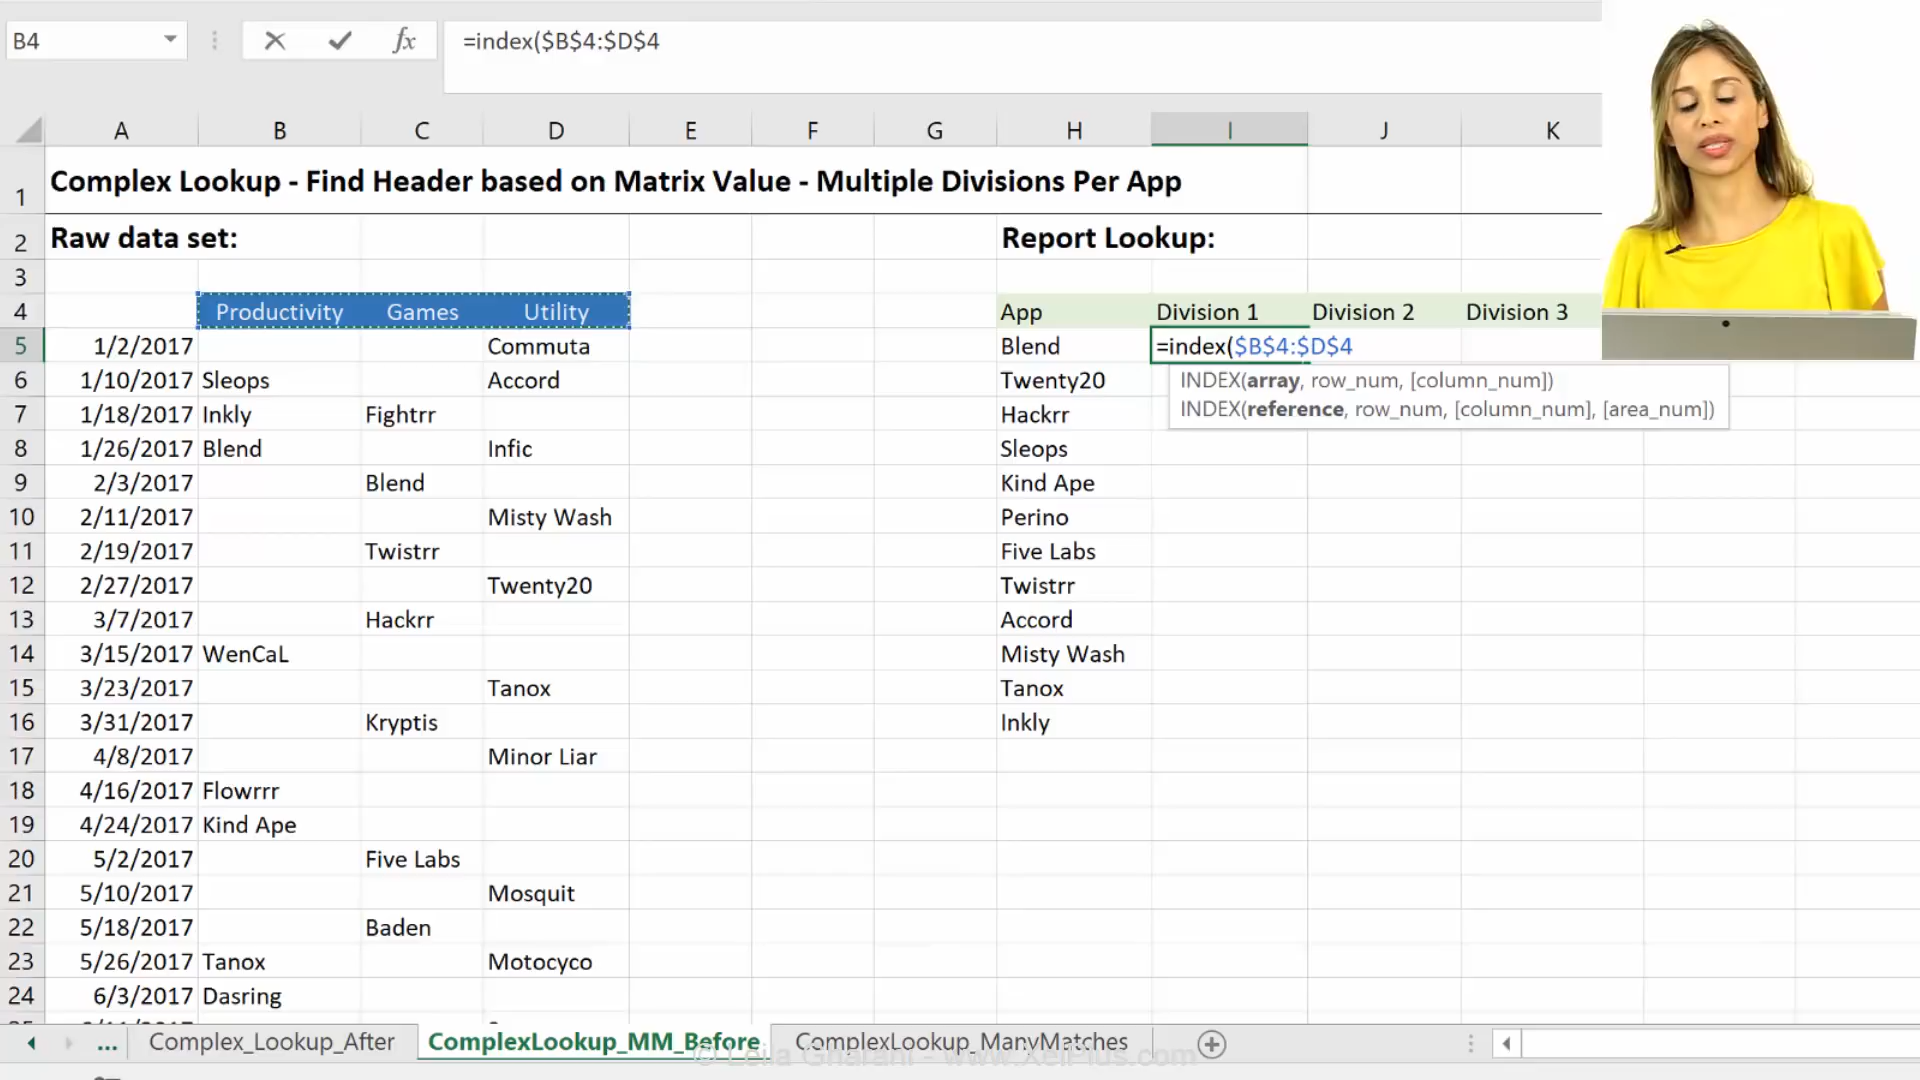 B4 fx =index($B$4:$D$4
A B C D E F G H I J K
1 Complex Lookup - Find Header based on Matrix Value - Multiple Divisions Per App
2 Raw data set: Report Lookup:
3
4 Productivity Games Utility App Division 1 Division 2 Division 3
5 1/2/2017 Commuta Blend =index($B$4:$D$4
6 1/10/2017 Sleops Accord Twenty20 INDEX(array, row_num, [column_num])
INDEX(reference, row_num, [column_num], [area_num])
7 1/18/2017 Inkly Fightrr Hackrr
8 1/26/2017 Blend Infic Sleops
9 2/3/2017 Blend Kind Ape
10 2/11/2017 Misty Wash Perino
11 2/19/2017 Twistrr Five Labs
12 2/27/2017 Twenty20 Twistrr
13 3/7/2017 Hackrr Accord
14 3/15/2017 WenCaL Misty Wash
15 3/23/2017 Tanox Tanox
16 3/31/2017 Kryptis Inkly
17 4/8/2017 Minor Liar
18 4/16/2017 Flowrrr
19 4/24/2017 Kind Ape
20 5/2/2017 Five Labs
21 5/10/2017 Mosquit
22 5/18/2017 Baden
23 5/26/2017 Tanox Motocyco
24 6/3/2017 Dasring
... Complex_Lookup_After ComplexLookup_MM_Before ComplexLookup_ManyMatches
© Leila Gharani - www.XelPlus.com